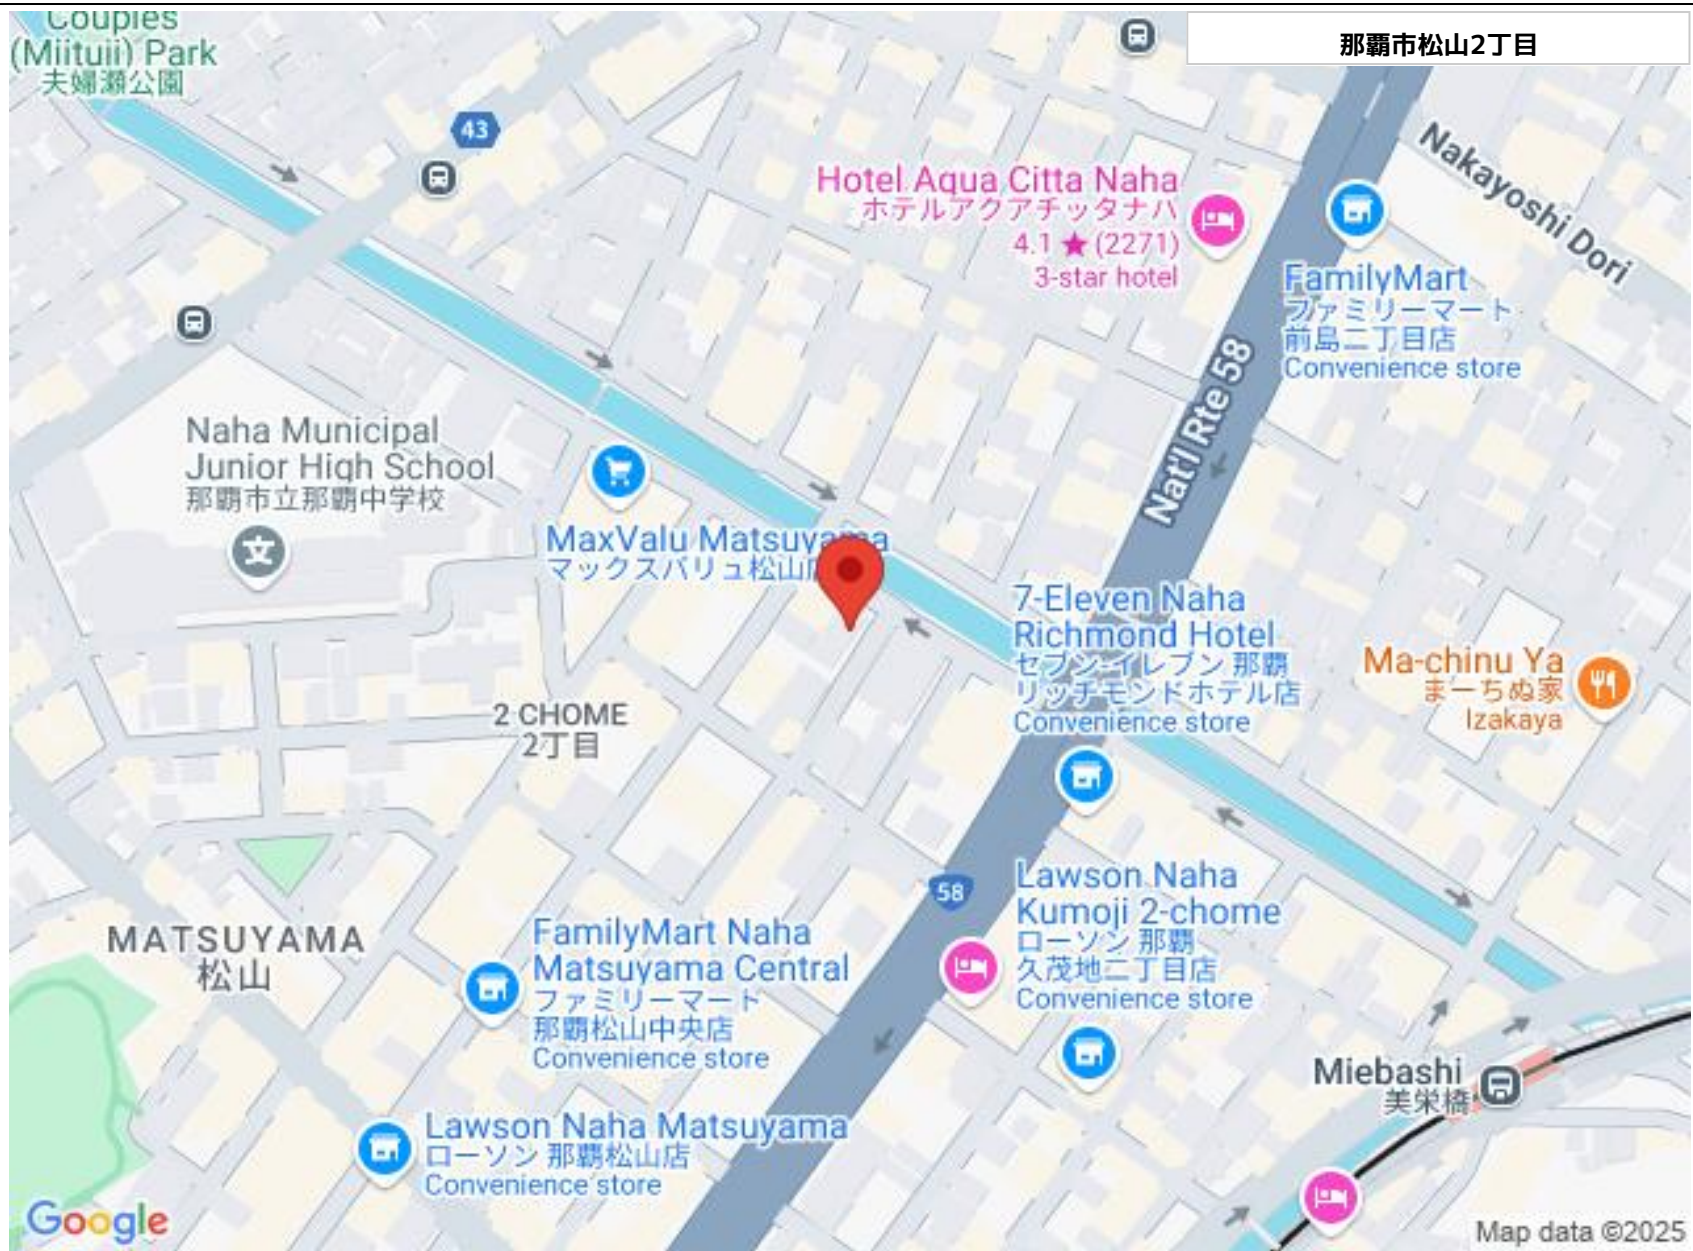 Couples
(Miituii) Park
夫婦瀬公園
那覇市松山2丁目
43
Nakayoshi Dori
Hotel Aqua Citta Naha
ホテルアクアチッタナハ
4.1 ★ (2271)
3-star hotel
FamilyMart
ファミリーマート
前島二丁目店
Convenience store
Nat'l Rte 58
Naha Municipal
Junior High School
那覇市立那覇中学校
文
MaxValu Matsuyama
マックスバリュ松山店
7-Eleven Naha
Richmond Hotel
セブン-イレブン 那覇
リッチモンドホテル店
Convenience store
Ma-chinu Ya
まーちぬ家
Izakaya
2 CHOME
2丁目
58
Lawson Naha
Kumoji 2-chome
ローソン 那覇
久茂地二丁目店
Convenience store
MATSUYAMA
松山
FamilyMart Naha
Matsuyama Central
ファミリーマート
那覇松山中央店
Convenience store
Miebashi
美栄橋
Lawson Naha Matsuyama
ローソン 那覇松山店
Convenience store
Google
Map data ©2025